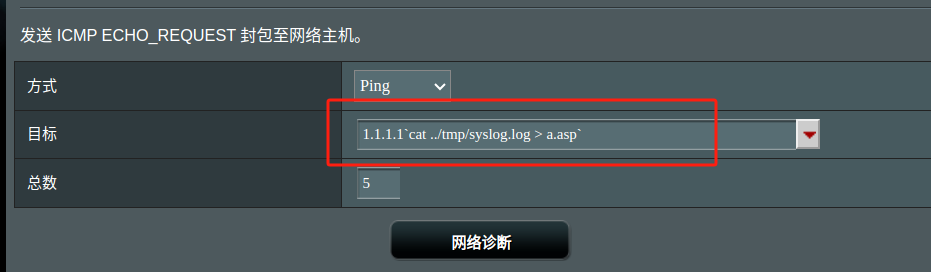 发送 ICMP ECHO_REQUEST 封包至网络主机。
方式 Ping
目标 1.1.1.1`cat ../tmp/syslog.log > a.asp`
总数 5
网络诊断